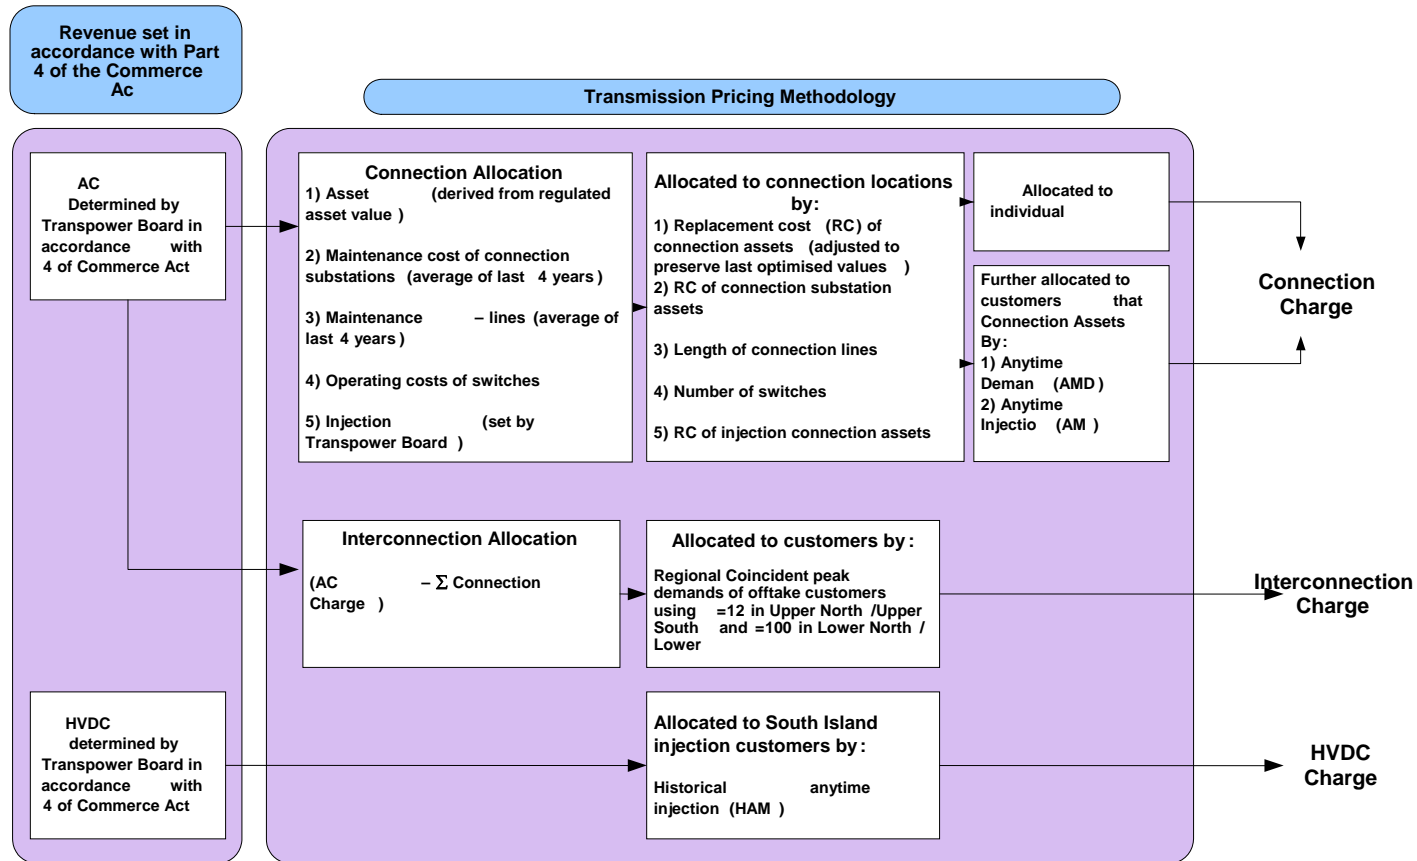 Revenue set in
accordance with Part
4 of the Commerce
Ac
Transmission Pricing Methodology
AC
Determined by
Transpower Board in
accordance with
4 of Commerce Act
Connection Allocation
1) Asset (derived from regulated
asset value )
2) Maintenance cost of connection
substations (average of last 4 years)
3) Maintenance – lines (average of
last 4 years)
4) Operating costs of switches
5) Injection (set by
Transpower Board )
Allocated to connection locations
by:
1) Replacement cost (RC) of
connection assets (adjusted to
preserve last optimised values )
2) RC of connection substation
assets
3) Length of connection lines
4) Number of switches
5) RC of injection connection assets
Allocated to
individual
Further allocated to
customers that
Connection Assets
By:
1) Anytime
Deman (AMD)
2) Anytime
Injectio (AM )
Connection
Charge
Interconnection Allocation
(AC – Σ Connection
Charge )
Allocated to customers by:
Regional Coincident peak
demands of offtake customers
using =12 in Upper North /Upper
South and =100 in Lower North /
Lower
Interconnection
Charge
HVDC
determined by
Transpower Board in
accordance with
4 of Commerce Act
Allocated to South Island
injection customers by:
Historical anytime
injection (HAM )
HVDC
Charge